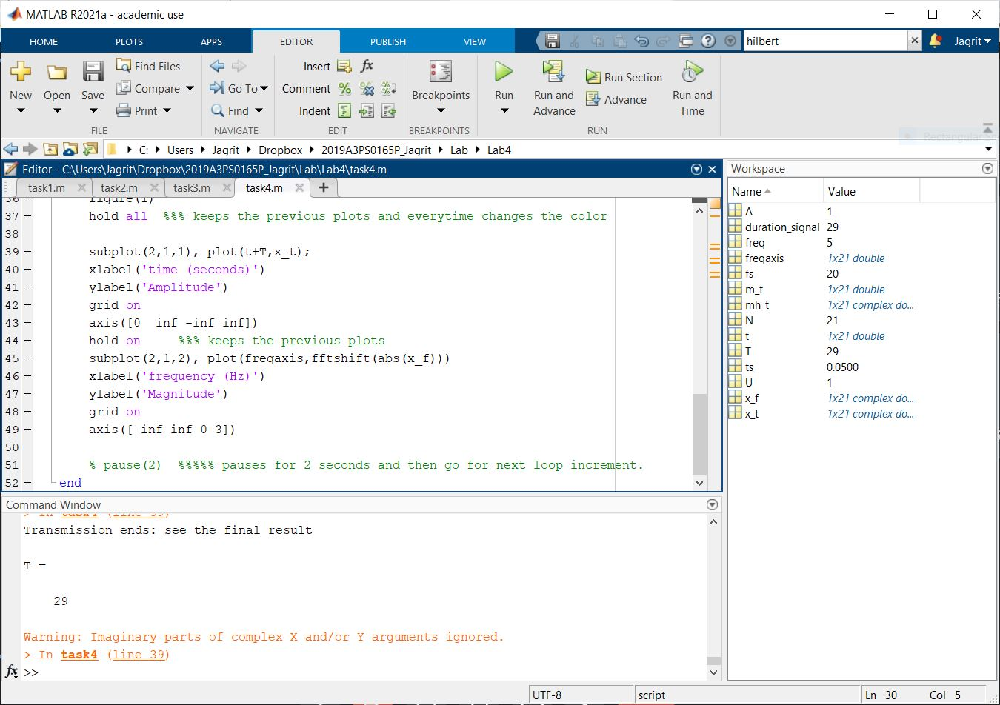 MATLAB R2021a - academic use
HOME PLOTS APPS EDITOR PUBLISH VIEW hilbert Jagrit
New Open Save Find Files Compare Print
Go To Find
Insert fx
Comment
Indent
Breakpoints
Run Run and Advance Run Section Advance Run and Time
FILE NAVIGATE EDIT BREAKPOINTS RUN
C: Users Jagrit Dropbox 2019A3PS0165P_Jagrit Lab Lab4
Editor - C:\Users\Jagrit\Dropbox\2019A3PS0165P_Jagrit\Lab\Lab4\task4.m
task1.m task2.m task3.m task4.m
36 figure(1)
37 hold all %%% keeps the previous plots and everytime changes the color
38
39 subplot(2,1,1), plot(t+T,x_t);
40 xlabel('time (seconds)')
41 ylabel('Amplitude')
42 grid on
43 axis([0  inf -inf inf])
44 hold on %%% keeps the previous plots
45 subplot(2,1,2), plot(freqaxis,fftshift(abs(x_f)))
46 xlabel('frequency (Hz)')
47 ylabel('Magnitude')
48 grid on
49 axis([-inf inf 0 3])
50
51 % pause(2) %%%%% pauses for 2 seconds and then go for next loop increment.
52 end
Command Window
> In task4 (line 39)
Transmission ends: see the final result
T =
29
Warning: Imaginary parts of complex X and/or Y arguments ignored.
> In task4 (line 39)
fx >>
Workspace
Name Value
A 1
duration_signal 29
freq 5
freqaxis 1x21 double
fs 20
m_t 1x21 double
mh_t 1x21 complex do...
N 21
t 1x21 double
T 29
ts 0.0500
U 1
x_f 1x21 complex do...
x_t 1x21 complex do...
UTF-8 script Ln 30 Col 5